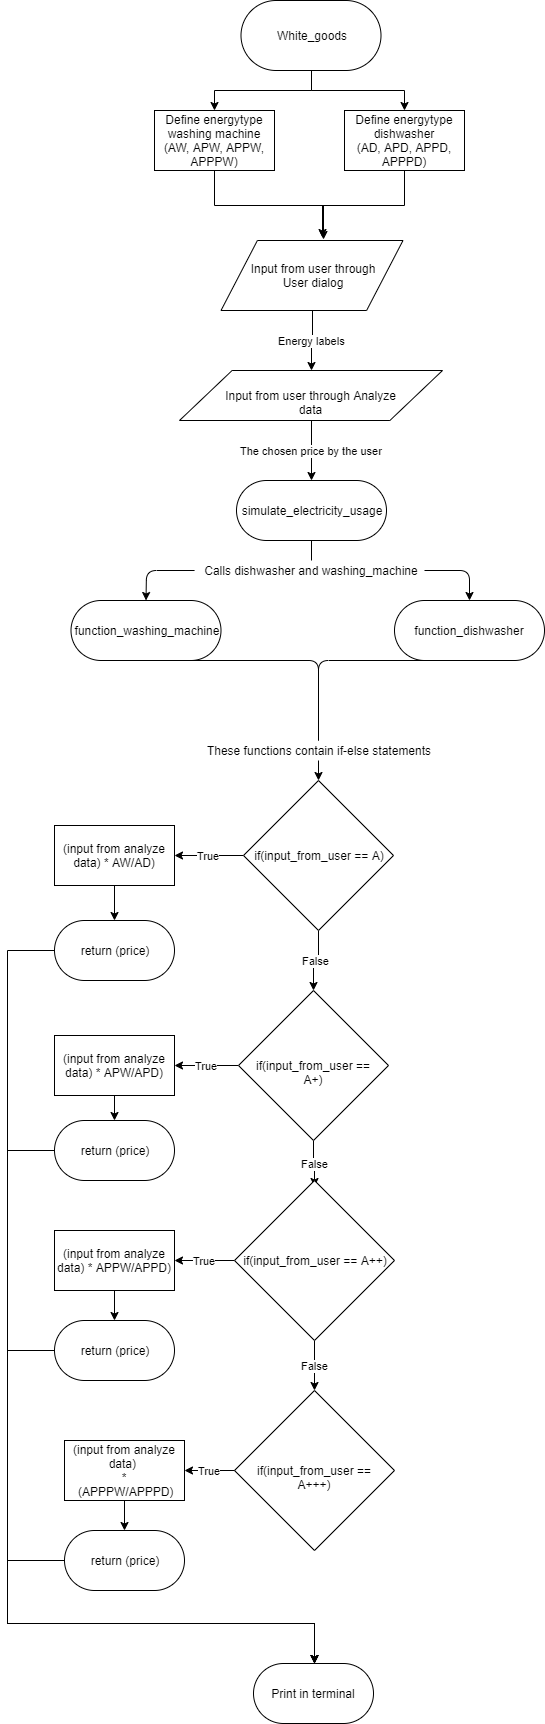 White_goods
Define energytype
washing machine
(AW, APW, APPW,
APPPW)
Define energytype
dishwasher
(AD, APD, APPD,
APPPD)
Input from user through
User dialog
Energy labels
Input from user through Analyze
data
The chosen price by the user
simulate_electricity_usage
Calls dishwasher and washing_machine
function_washing_machine
function_dishwasher
These functions contain if-else statements
(input from analyze
data) * AW/AD)
True
if(input_from_user == A)
return (price)
False
(input from analyze
data) * APW/APD)
True
if(input_from_user ==
A+)
return (price)
False
(input from analyze
data) * APPW/APPD)
True
if(input_from_user == A++)
return (price)
False
(input from analyze
data)
*
(APPPW/APPPD)
True
if(input_from_user ==
A+++)
return (price)
Print in terminal